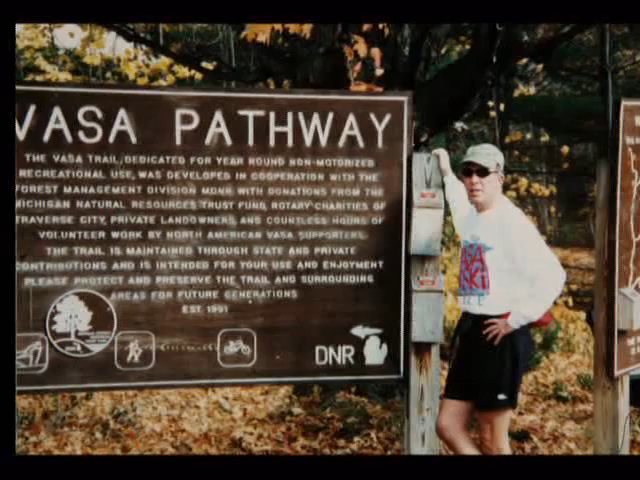 VASA PATHWAY
THE VASA TRAIL, DEDICATED FOR YEAR ROUND NON-MOTORIZED
RECREATIONAL USE, WAS DEVELOPED IN COOPERATION WITH THE
FOREST MANAGEMENT DIVISION MDNR WITH DONATIONS FROM THE
MICHIGAN NATURAL RESOURCES TRUST FUND, ROTARY CHARITIES OF
TRAVERSE CITY, PRIVATE LANDOWNERS, AND COUNTLESS HOURS OF
VOLUNTEER WORK BY NORTH AMERICAN VASA SUPPORTERS.
THE TRAIL IS MAINTAINED THROUGH STATE AND PRIVATE
CONTRIBUTIONS AND IS INTENDED FOR YOUR USE AND ENJOYMENT
PLEASE PROTECT AND PRESERVE THE TRAIL AND SURROUNDING
AREAS FOR FUTURE GENERATIONS
EST. 1991
DNR